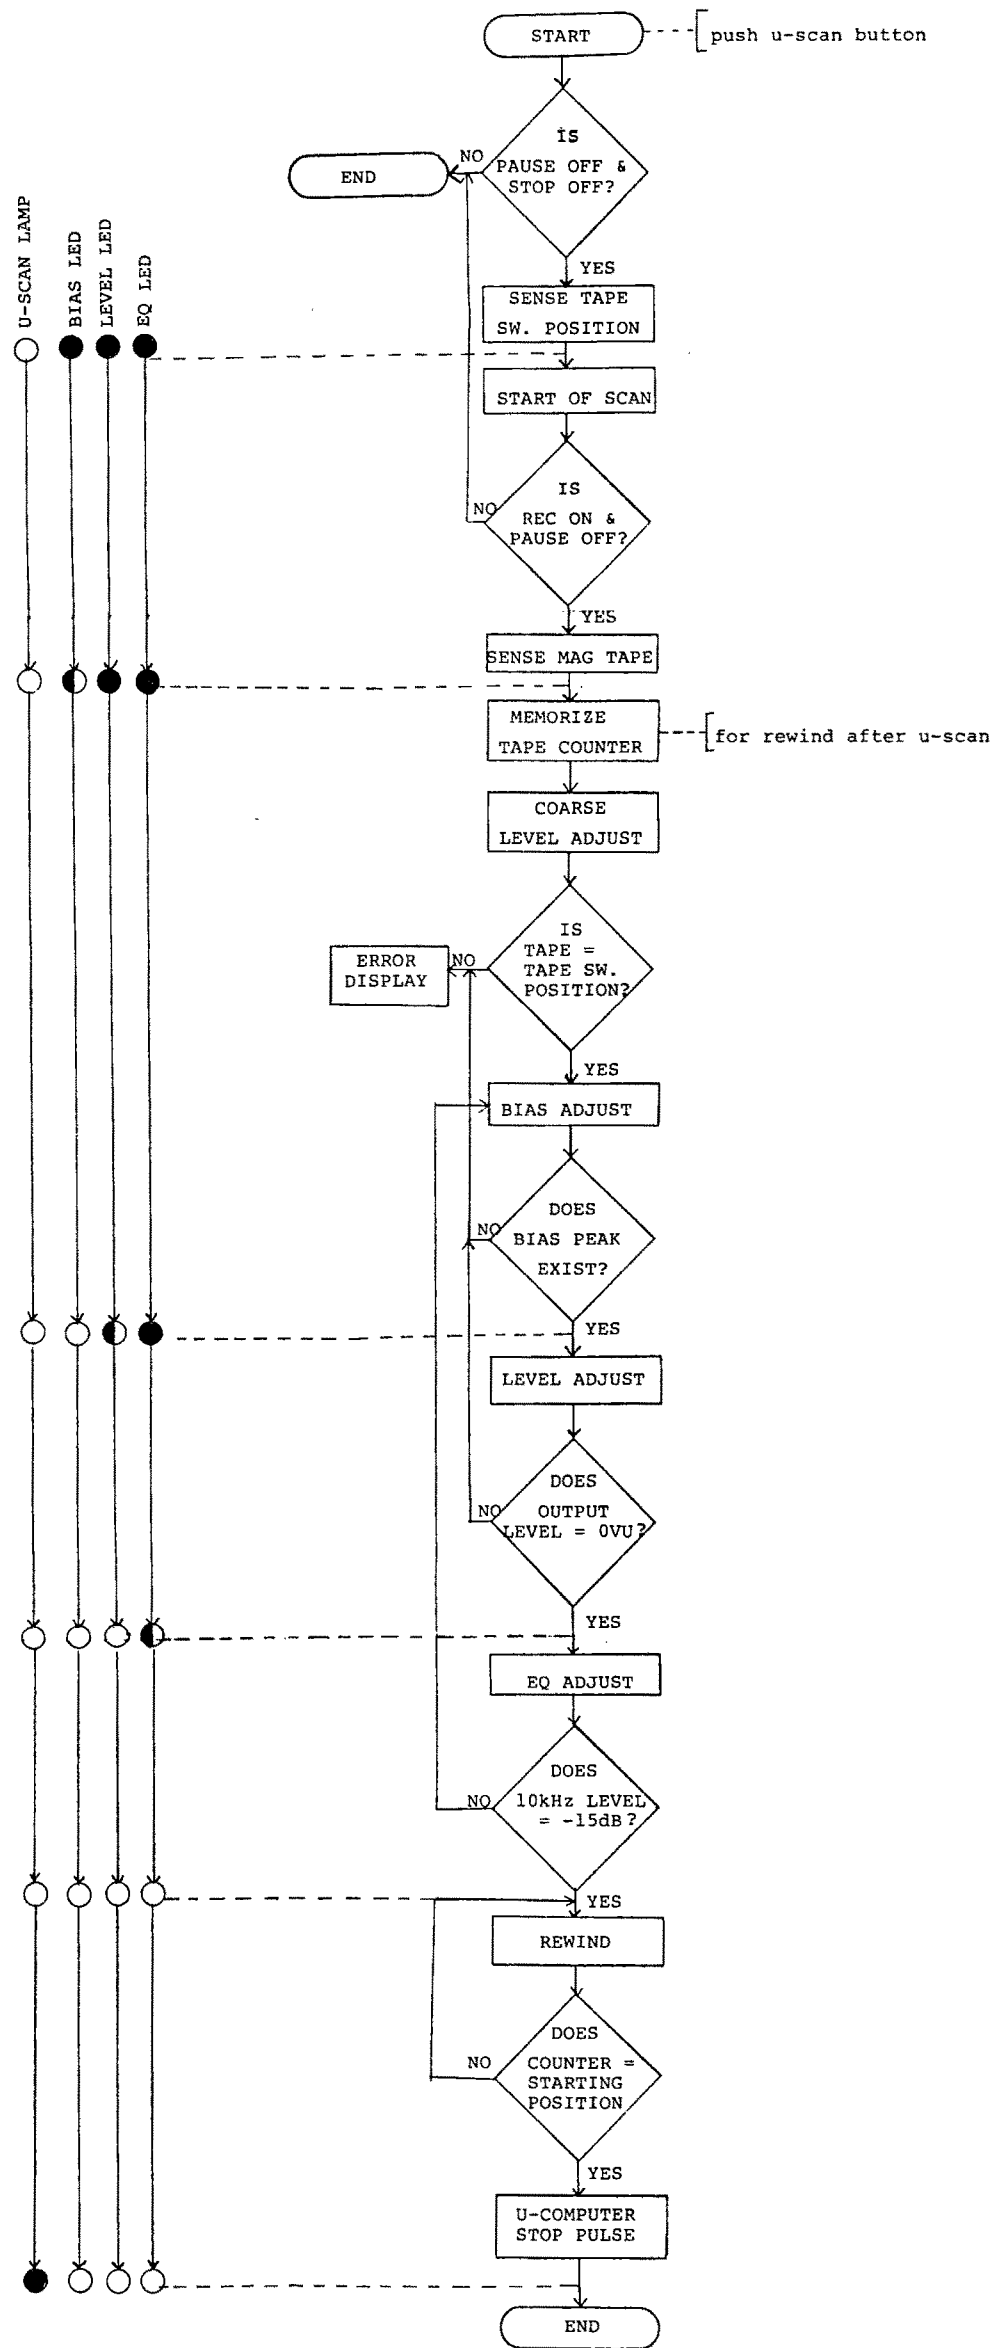 START
push u-scan button
IS
PAUSE OFF &
STOP OFF?
NO
END
YES
SENSE TAPE
SW. POSITION
U-SCAN LAMP
BIAS LED
LEVEL LED
EQ LED
START OF SCAN
IS
REC ON &
PAUSE OFF?
NO
YES
SENSE MAG TAPE
MEMORIZE
TAPE COUNTER
for rewind after u-scan
COARSE
LEVEL ADJUST
IS
TAPE =
TAPE SW.
POSITION?
NO
ERROR
DISPLAY
YES
BIAS ADJUST
DOES
BIAS PEAK
EXIST?
NO
YES
LEVEL ADJUST
DOES
OUTPUT
LEVEL = 0VU?
NO
YES
EQ ADJUST
DOES
10kHz LEVEL
= -15dB?
NO
YES
REWIND
DOES
COUNTER =
STARTING
POSITION
NO
YES
U-COMPUTER
STOP PULSE
END